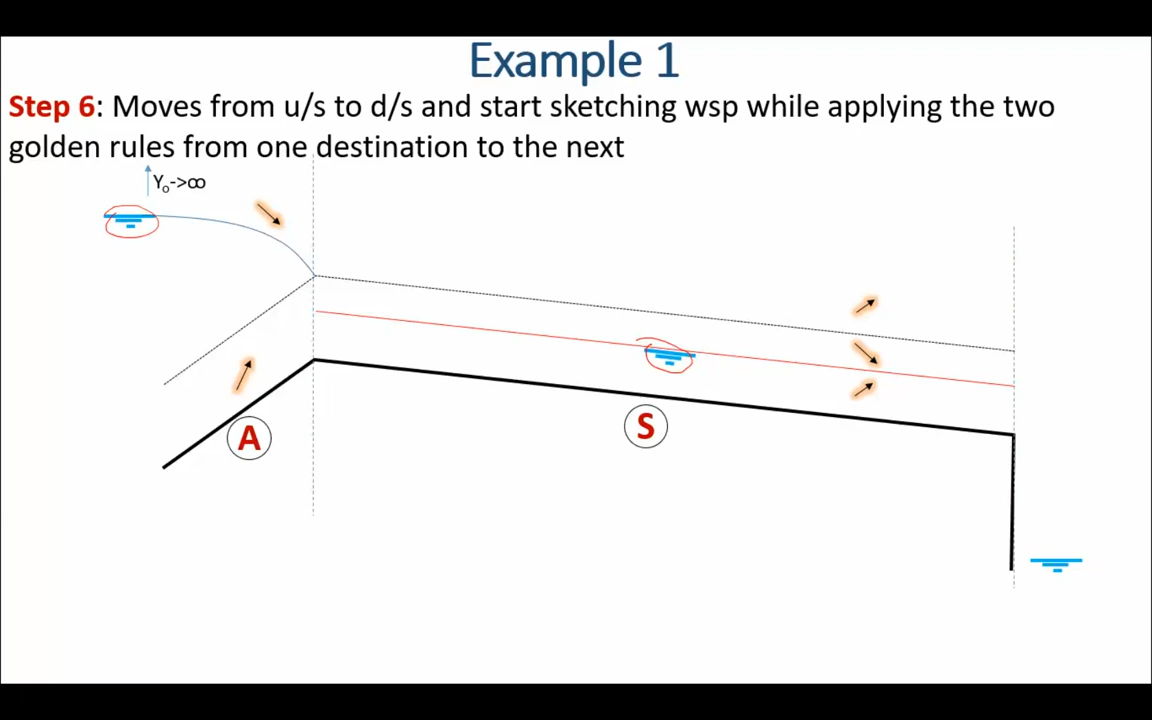 Example 1
Step 6: Moves from u/s to d/s and start sketching wsp while applying the two
golden rules from one destination to the next
Yo->∞
A
S